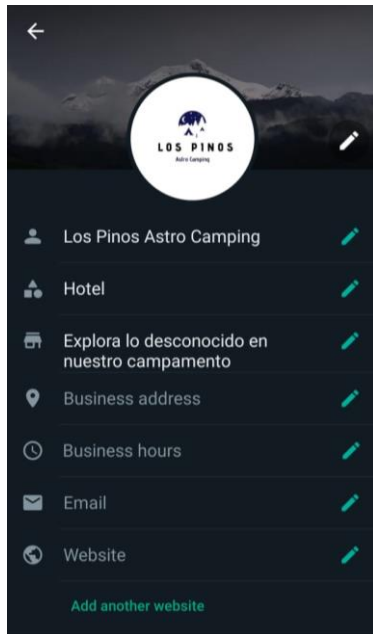 LOS PINOS
Astro Camping
Los Pinos Astro Camping
Hotel
Explora lo desconocido en
nuestro campamento
Business address
Business hours
Email
Website
Add another website